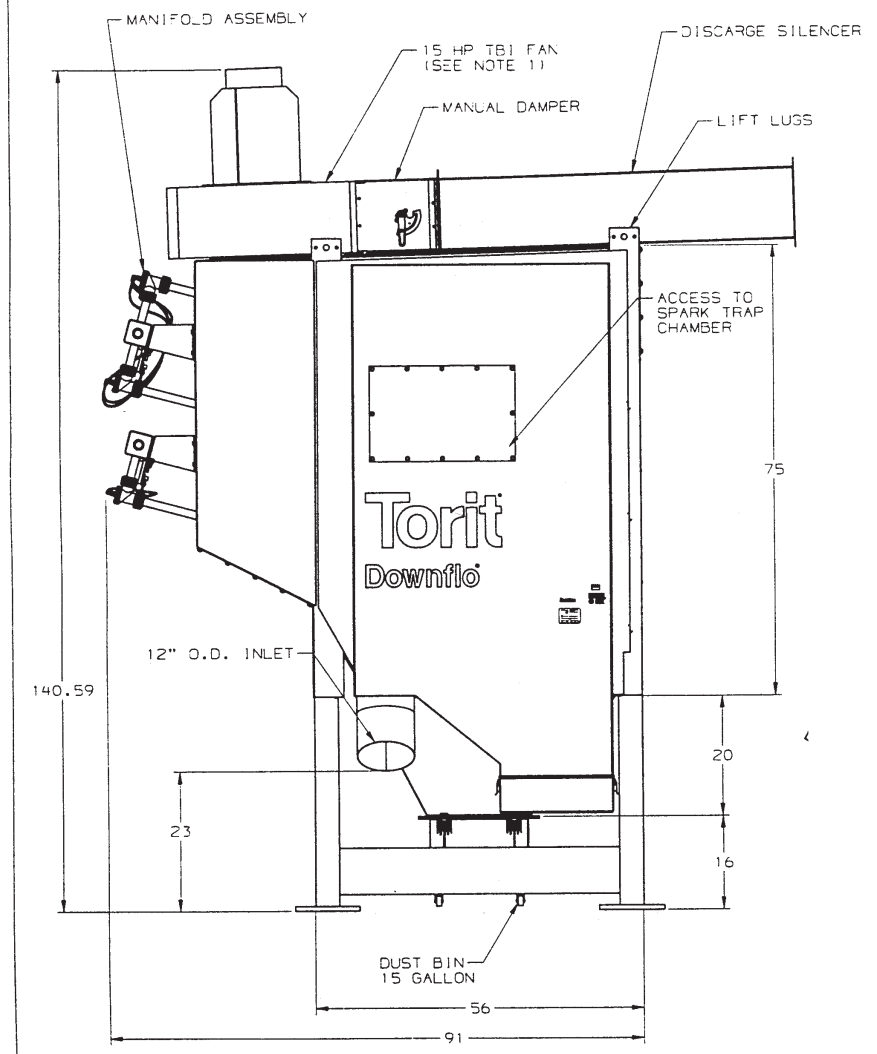 MANIFOLD ASSEMBLY
15 HP TBI FAN
(SEE NOTE 1)
DISCARGE SILENCER
MANUAL DAMPER
LIFT LUGS
ACCESS TO
SPARK TRAP
CHAMBER
75
Torit
Downflo
12" O.D. INLET
140.59
20
23
16
DUST BIN
15 GALLON
56
91